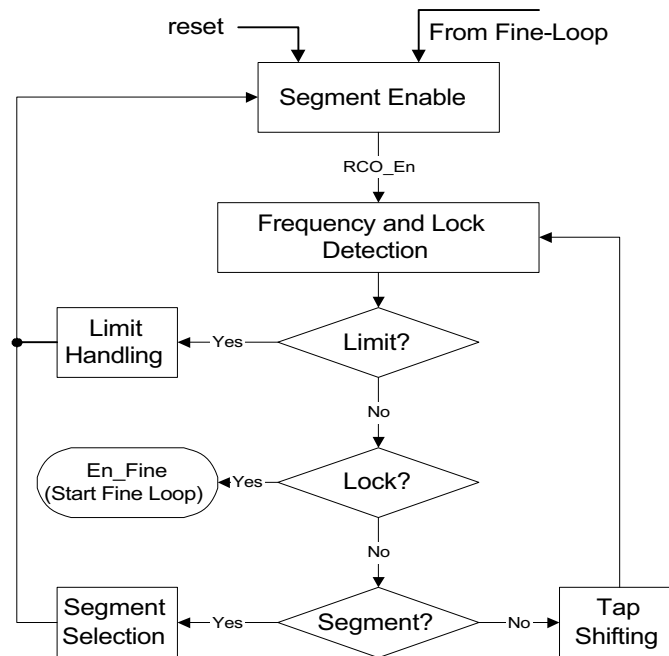 reset
From Fine-Loop
Segment Enable
RCO_En
Frequency and Lock
Detection
Limit
Handling
Yes
Limit?
No
En_Fine
(Start Fine Loop)
Yes
Lock?
No
Segment
Selection
Yes
Segment?
No
Tap
Shifting